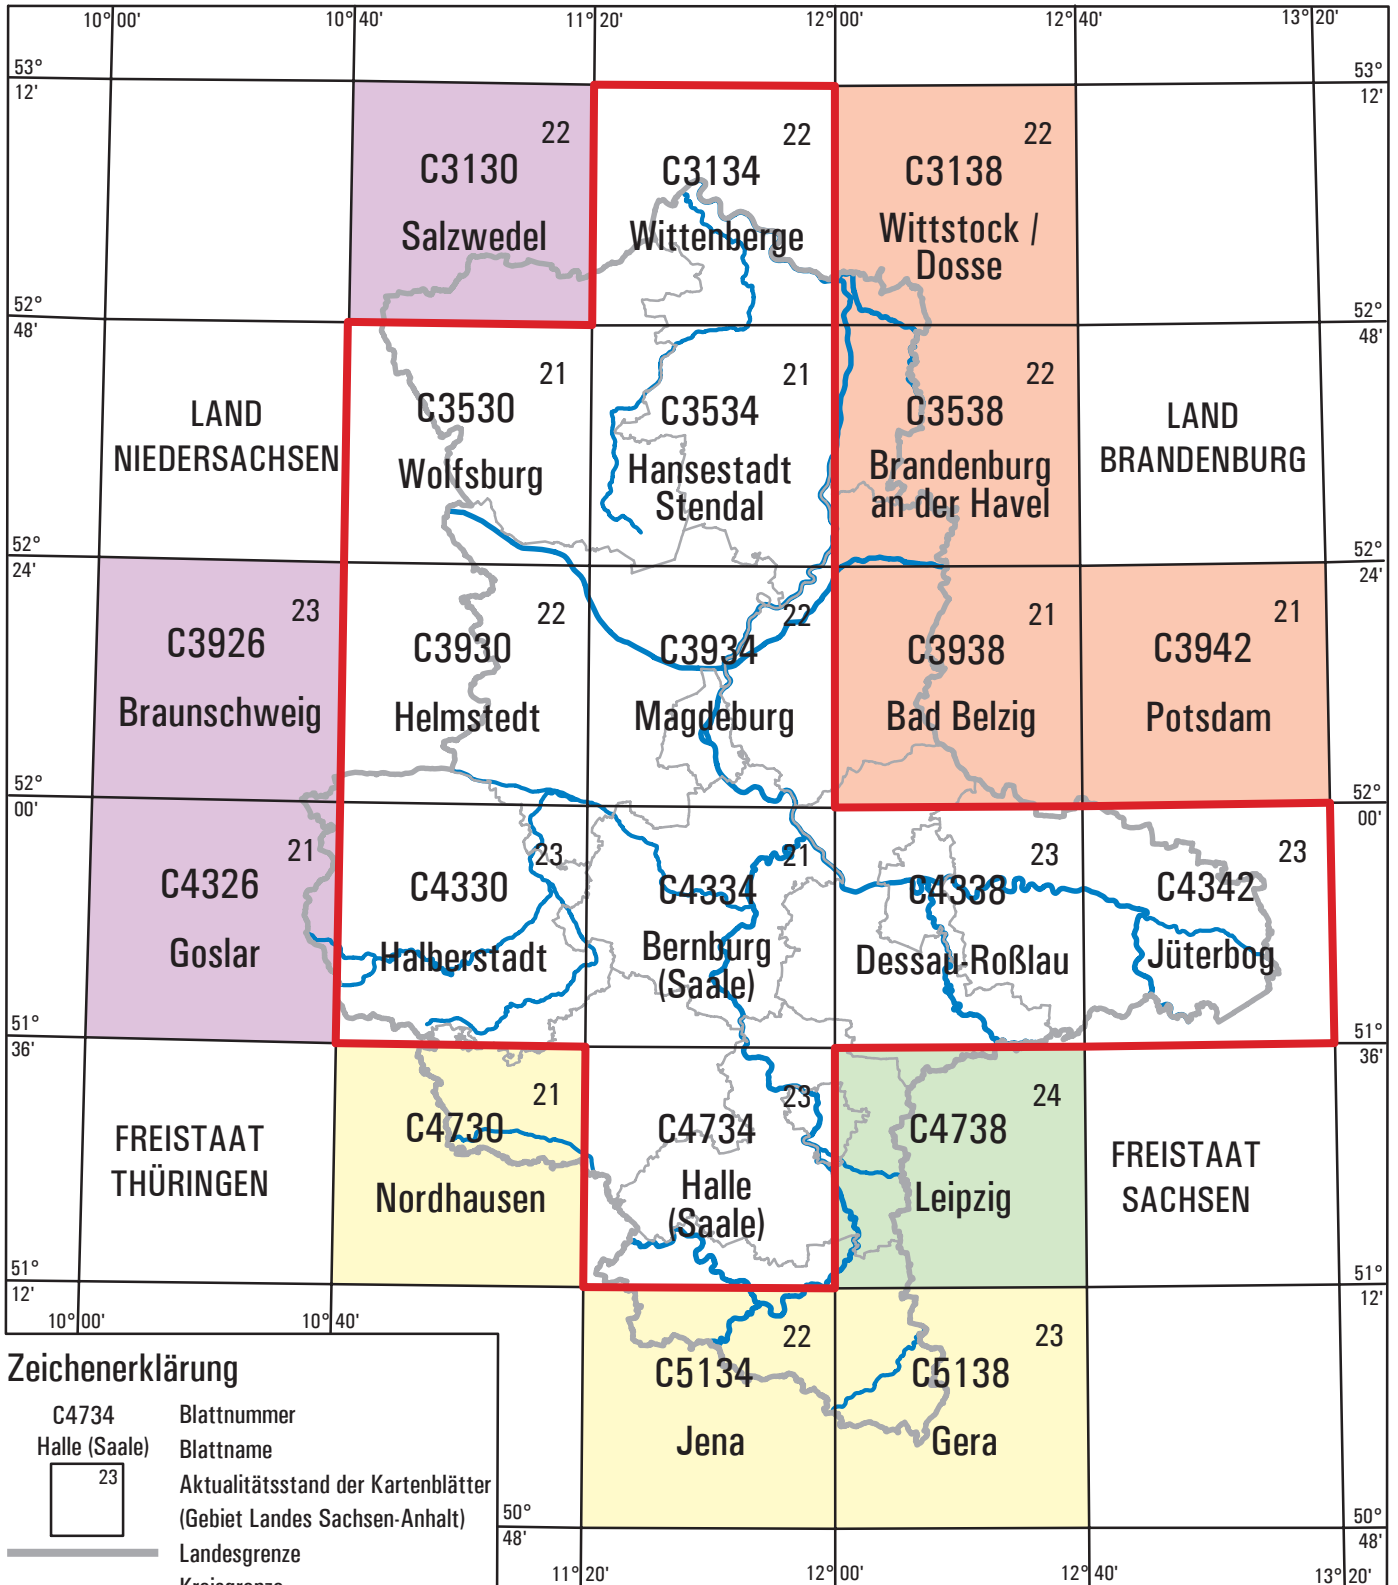 10°00' 10°40' 11°20' 12°00' 12°40' 13°20'
53° 53°
12' 12'
22 22 22
C3130 C3134 C3138
Salzwedel Wittenberge Wittstock /
Dosse
52° 52°
48' 48'
21 21 22
C3530 C3534 C3538
LAND
NIEDERSACHSEN
Wolfsburg
Hansestadt
Stendal
Brandenburg
an der Havel
LAND
BRANDENBURG
52° 52°
24' 24'
23 22 22 21 21
C3926 C3930 C3934 C3938 C3942
Braunschweig Helmstedt Magdeburg Bad Belzig Potsdam
52° 52°
00' 00'
21 23 21 23 23
C4326 C4330 C4334 C4338 C4342
Goslar Halberstadt Bernburg
(Saale)
Dessau-Roßlau Jüterbog
51° 51°
36' 36'
21 23 24
C4730 C4734 C4738
FREISTAAT
THÜRINGEN
Nordhausen
Halle
(Saale)
Leipzig
FREISTAAT
SACHSEN
51° 51°
12' 12'
10°00' 10°40'
22 23
C5134 C5138
Jena Gera
50° 50°
48' 48'
11°20' 12°00' 12°40' 13°20'
Zeichenerklärung
C4734 Blattnummer
Halle (Saale) Blattname
23 Aktualitätsstand der Kartenblätter
(Gebiet Landes Sachsen-Anhalt)
Landesgrenze